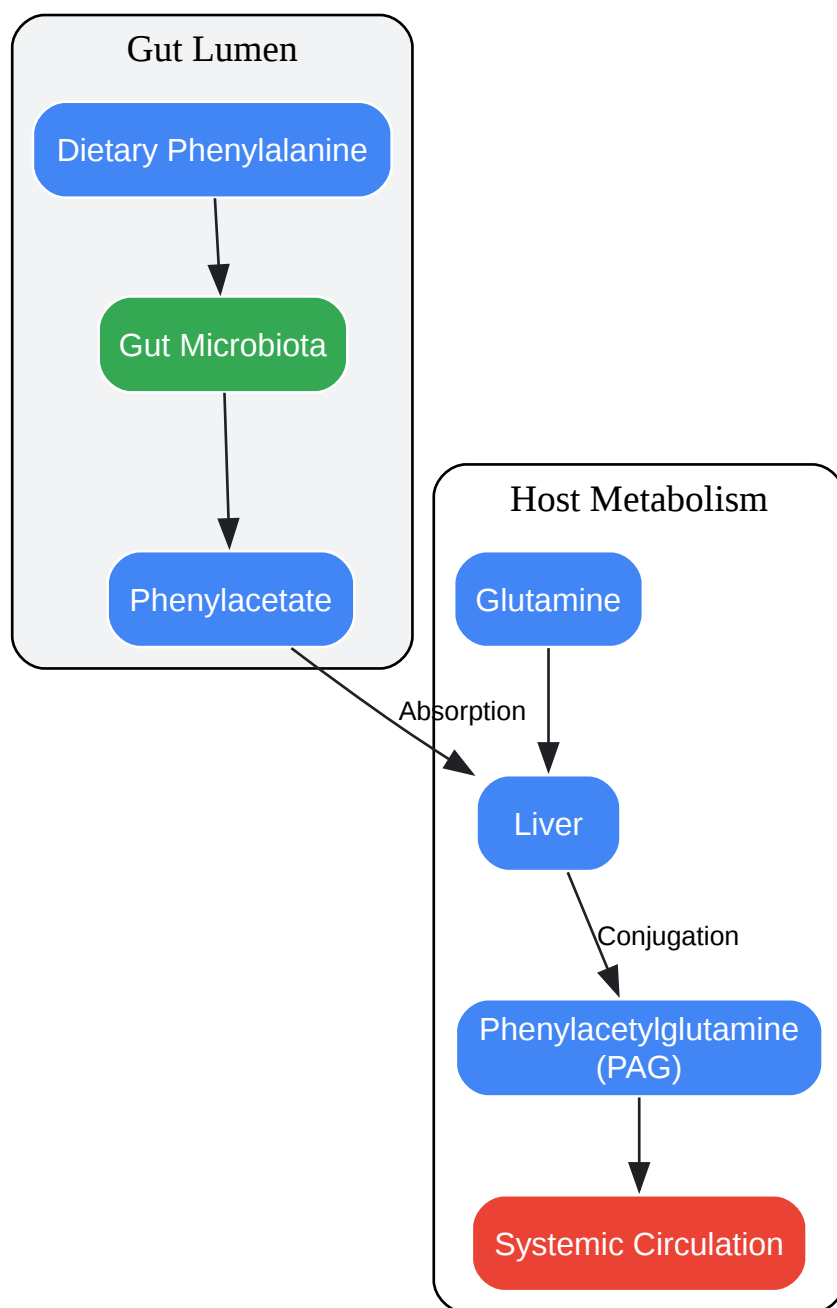 Gut Lumen
Dietary Phenylalanine
Gut Microbiota
Phenylacetate
Host Metabolism
Glutamine
Absorption
Liver
Conjugation
Phenylacetylglutamine
(PAG)
Systemic Circulation